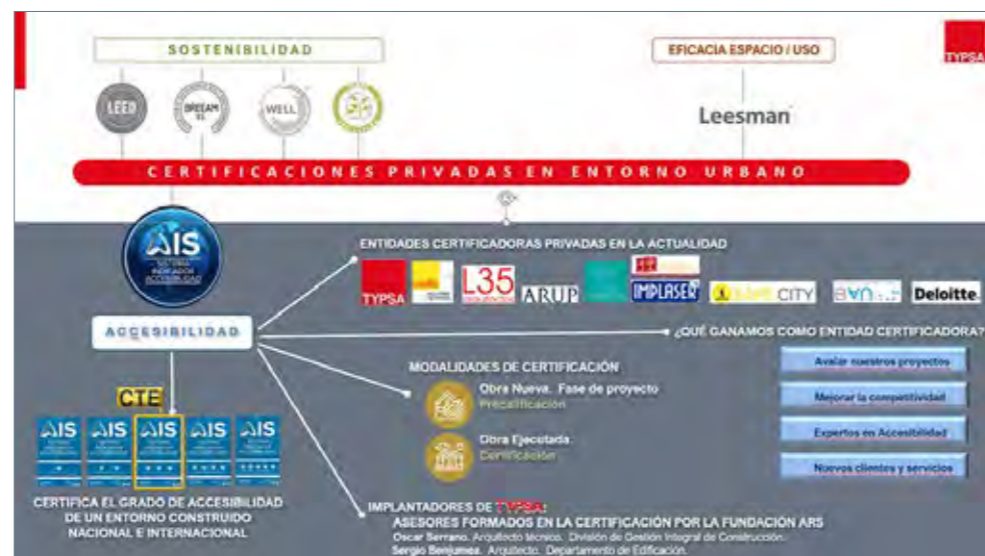 SOSTENIBILIDAD
EFICACIA ESPACIO / USO
TYPSA
LEED
BREEAM
ES
WELL
Leesman
CERTIFICACIONES PRIVADAS EN ENTORNO URBANO
AIS
SISTEMA
INDICADOR
ACCESIBILIDAD
ENTIDADES CERTIFICADORAS PRIVADAS EN LA ACTUALIDAD
TYPSA
L35
ARUP
IMPLASER
CITY
Deloitte.
ACCESIBILIDAD
¿QUÉ GANAMOS COMO ENTIDAD CERTIFICADORA?
MODALIDADES DE CERTIFICACIÓN
Avalar nuestros proyectos
Obra Nueva. Fase de proyecto
Precalificación
Mejorar la competitividad
CTE
Expertos en Accesibilidad
Obra Ejecutada.
Certificación
AIS AIS AIS AIS AIS
Nuevos clientes y servicios
CERTIFICA EL GRADO DE ACCESIBILIDAD
DE UN ENTORNO CONSTRUIDO
NACIONAL E INTERNACIONAL
IMPLANTADORES DE TYPSA:
ASESORES FORMADOS EN LA CERTIFICACIÓN POR LA FUNDACIÓN ARS
Oscar Serrano. Arquitecto técnico. División de Gestión Integral de Construcción.
Sergio Benjumea. Arquitecto. Departamento de Edificación.